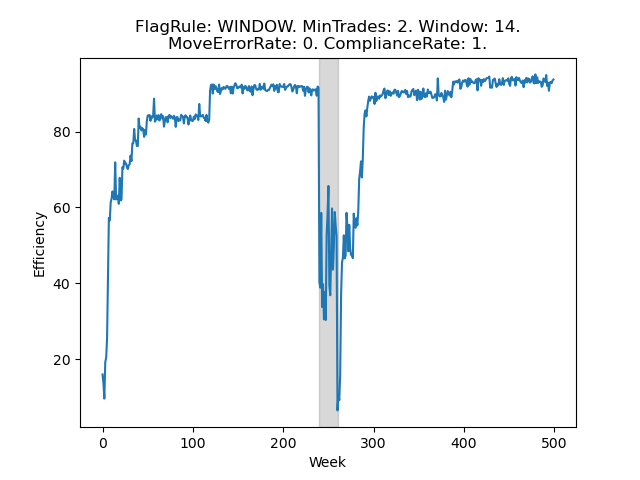 FlagRule: WINDOW. MinTrades: 2. Window: 14.
MoveErrorRate: 0. ComplianceRate: 1.
Efficiency
80
60
40
20
0
100
200
300
400
500
Week